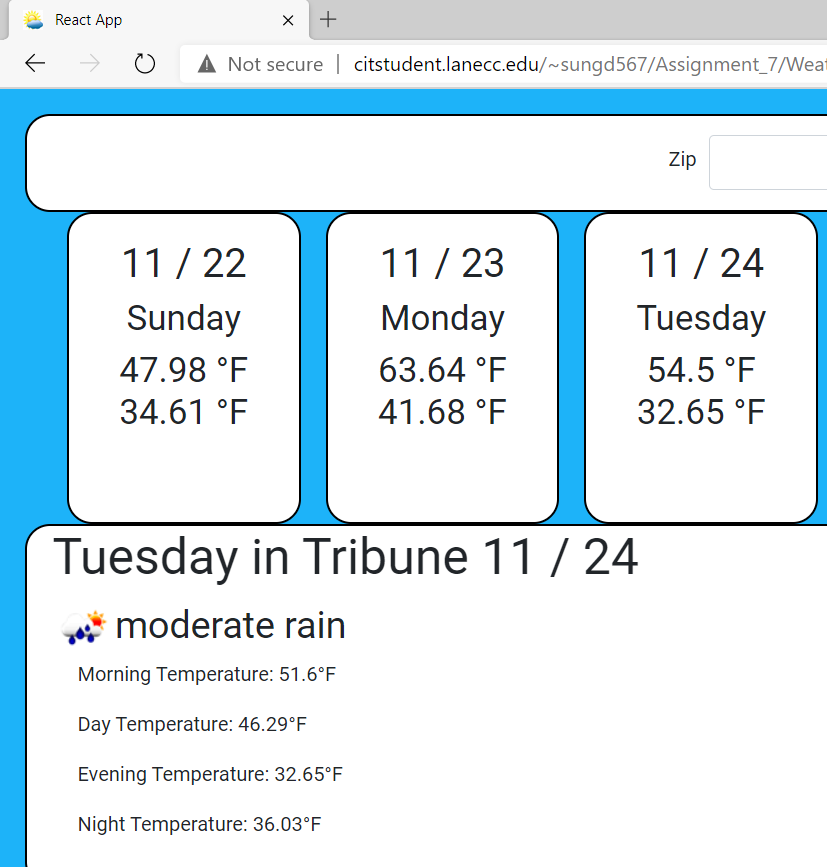 React App
Not secure | citstudent.lanecc.edu/~sungd567/Assignment_7/Wea
Zip
11 / 22
Sunday
47.98 °F
34.61 °F
11 / 23
Monday
63.64 °F
41.68 °F
11 / 24
Tuesday
54.5 °F
32.65 °F
Tuesday in Tribune 11 / 24
moderate rain
Morning Temperature: 51.6°F
Day Temperature: 46.29°F
Evening Temperature: 32.65°F
Night Temperature: 36.03°F